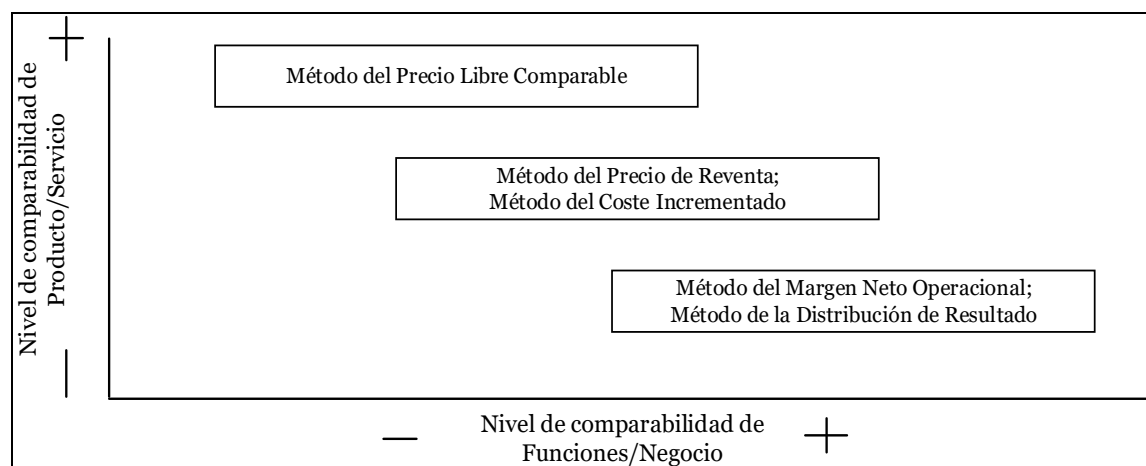 Nivel de comparabilidad de
Producto/Servicio
Método del Precio Libre Comparable
Método del Precio de Reventa;
Método del Coste Incrementado
Método del Margen Neto Operacional;
Método de la Distribución de Resultado
Nivel de comparabilidad de
Funciones/Negocio